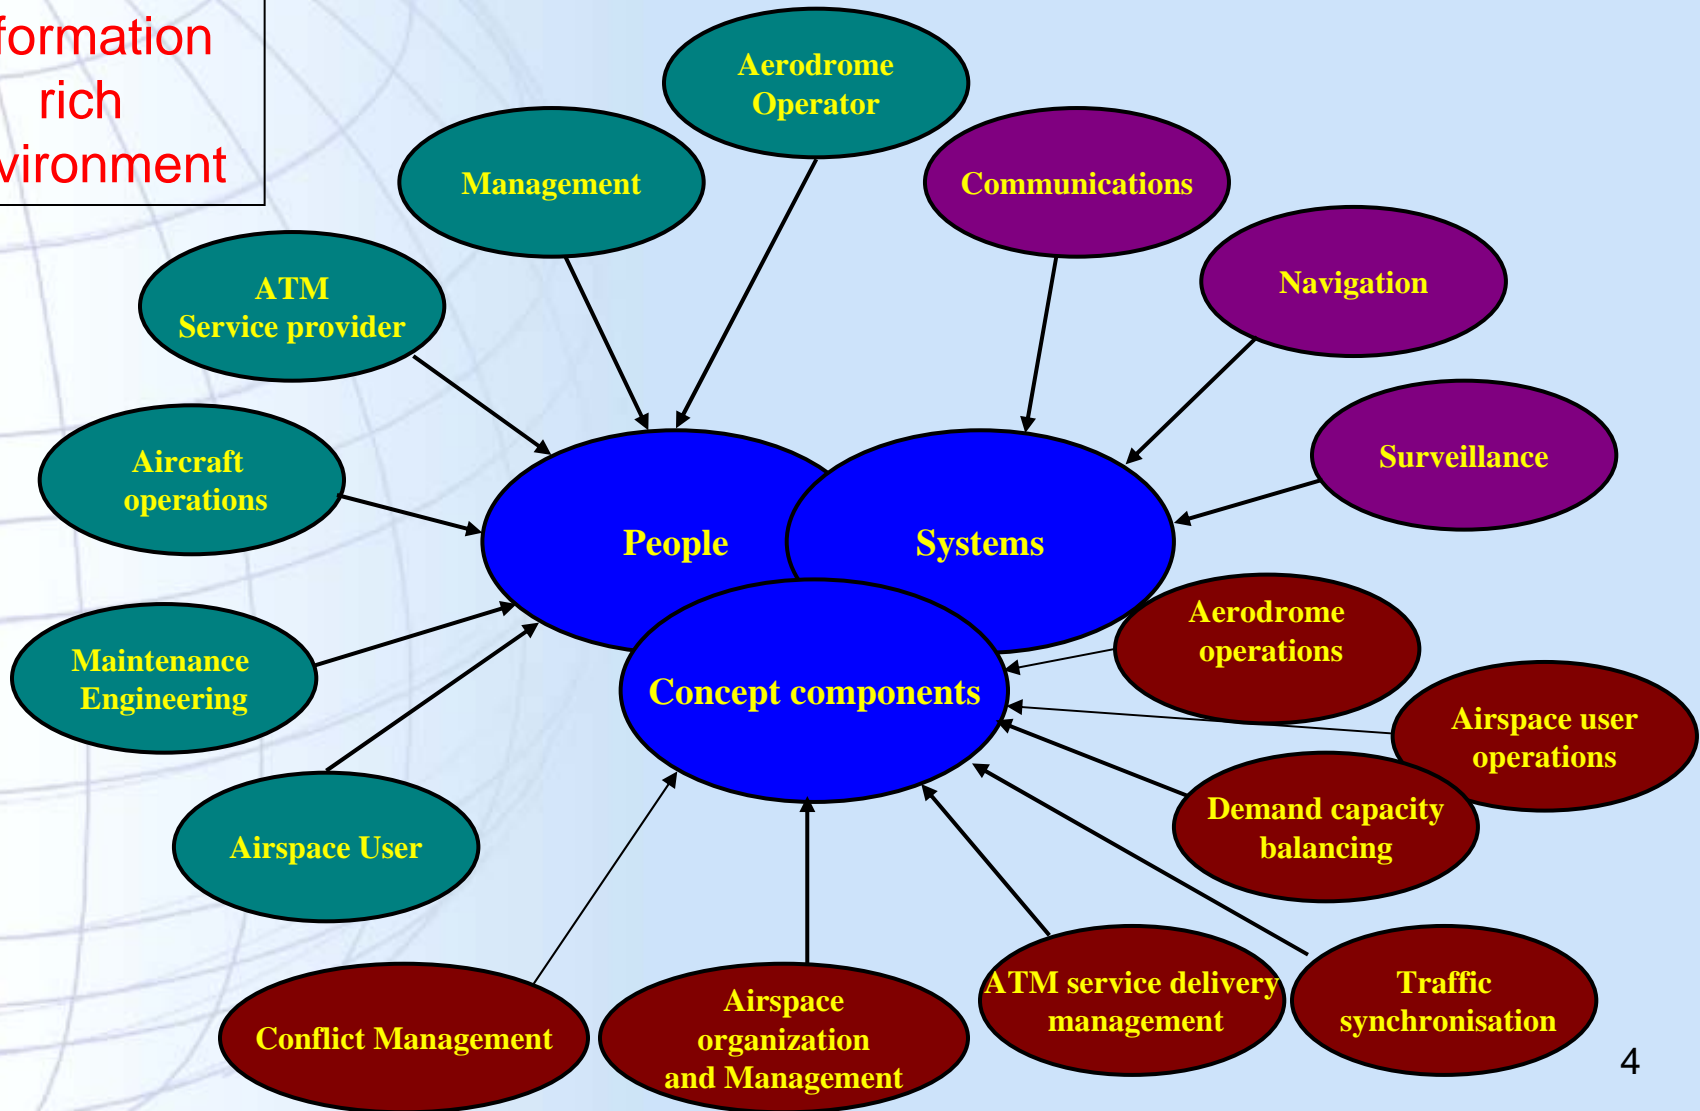 formation
rich
vironment
Aerodrome
Operator
Management
Communications
Navigation
ATM
Service provider
Surveillance
Aircraft
operations
People
Systems
Aerodrome
operations
Maintenance
Engineering
Concept components
Airspace user
operations
Demand capacity
balancing
Airspace User
Conflict Management
Airspace
organization
and Management
ATM service delivery
management
Traffic
synchronisation
4